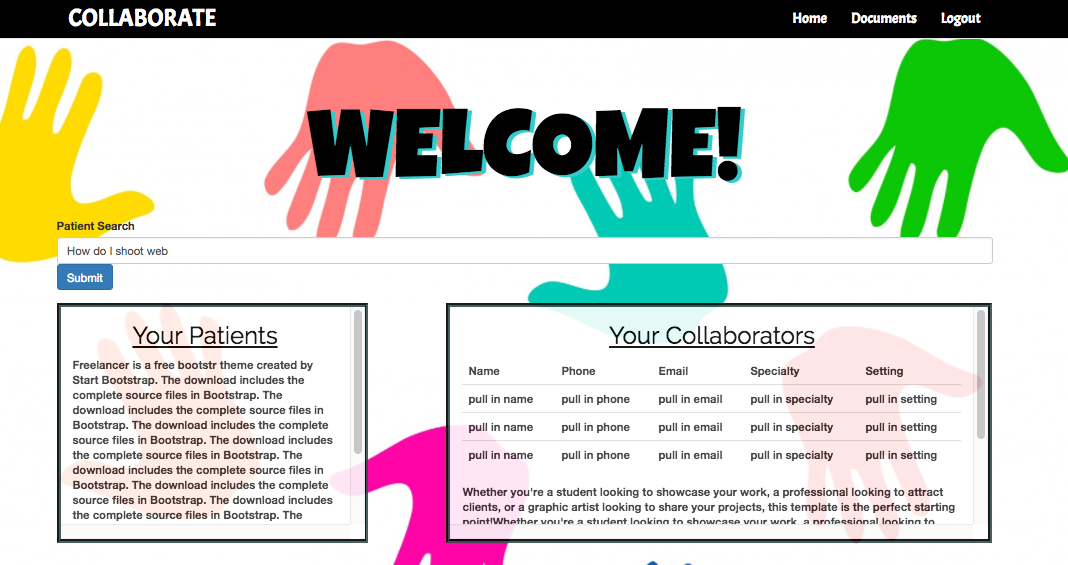 COLLABORATE
Home Documents Logout
WELCOME!
Patient Search
How do I shoot web
Submit
Your Patients
Freelancer is a free bootstr theme created by
Start Bootstrap. The download includes the
complete source files in Bootstrap. The
download includes the complete source files in
Bootstrap. The download includes the complete
source files in Bootstrap. The download includes
the complete source files in Bootstrap. The
download includes the complete source files in
Bootstrap. The download includes the complete
source files in Bootstrap. The download includes
the complete source files in Bootstrap. The
Your Collaborators
Name Phone Email Specialty Setting
pull in name pull in phone pull in email pull in specialty pull in setting
pull in name pull in phone pull in email pull in specialty pull in setting
pull in name pull in phone pull in email pull in specialty pull in setting
Whether you're a student looking to showcase your work, a professional looking to attract
clients, or a graphic artist looking to share your projects, this template is the perfect starting
point!Whether you're a student looking to showcase your work, a professional looking to